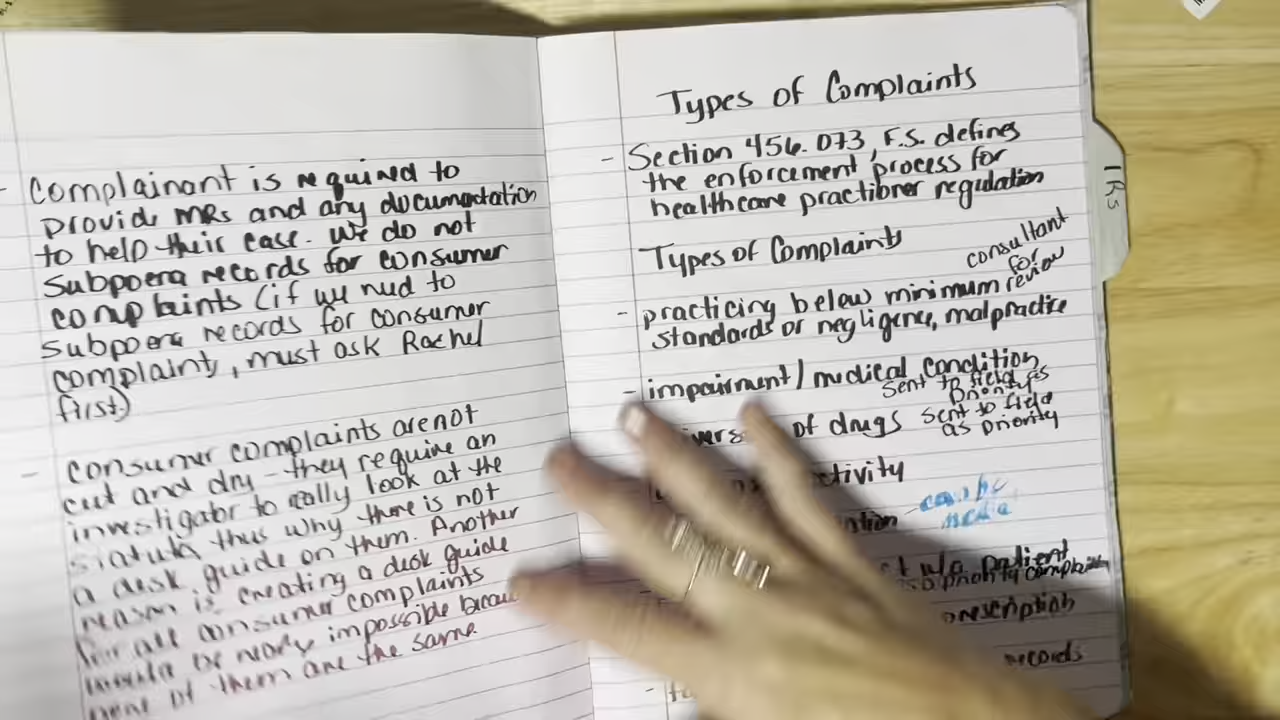 - Complainant is required to
provide MRs and any documentation
to help their case. We do not
Subpoena records for consumer
complaints (if we need to
subpoena records for consumer
complaint, must ask Rachel
first)
- consumer complaints are not
cut and dry - they require an
investigator to really look at the
thus why there is not
a desk guide on them. Another
reason is creating a desk guide
for all consumer complaints
would be nearly impossible
of them are the same.
Types of Complaints
- Section 456.073, F.S. defines
the enforcement process for
healthcare practitioner regulation
Types of Complaints
consultant
for
review
- practicing below minimum
standards or negligence, malpractice
- impairment / medical condition
sent to field as
priority
of drugs sent to field
as priority
patient
priority complaint
prescription
records
IRS